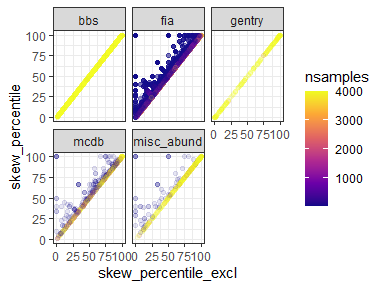 bbs fia gentry
nsamples
4000
3000
2000
1000
skew_percentile
100
75
50
25
0
0 25 50 75 100
mcdb misc_abund
100
75
50
25
0
0 25 50 75 100 0 25 50 75 100
skew_percentile_excl